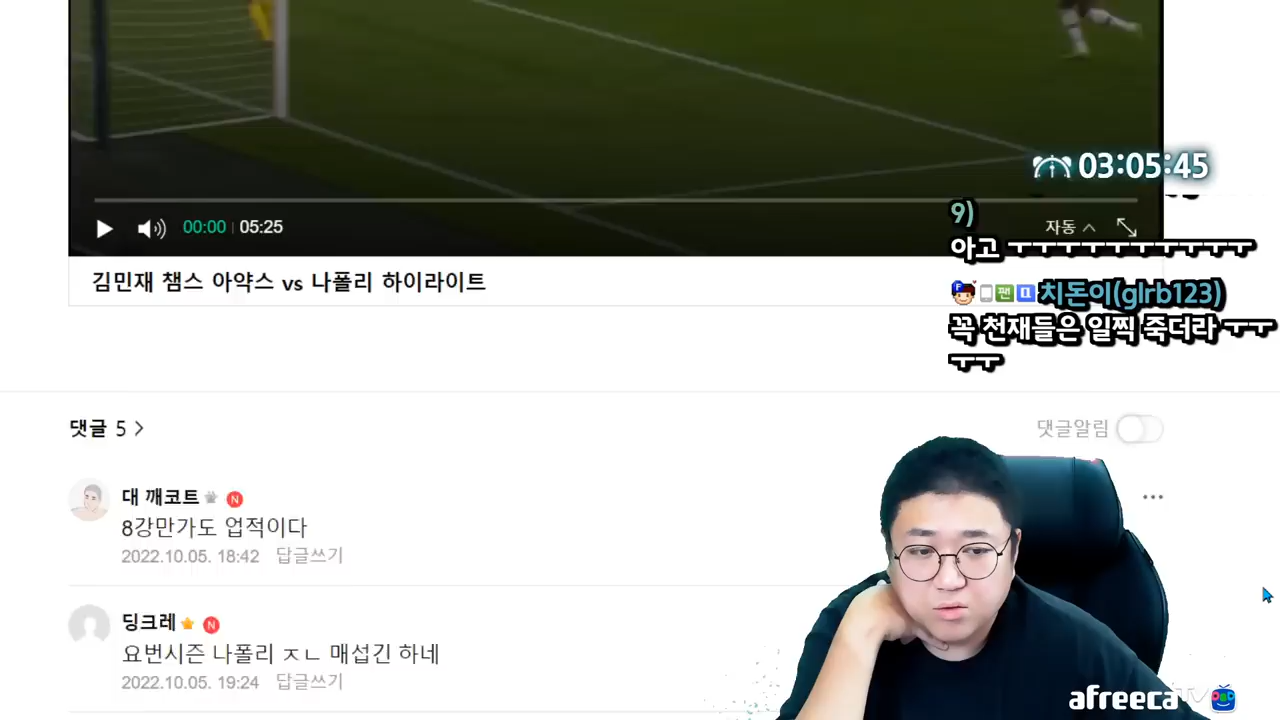 03:05:45
9)
00:00 | 05:25
자동
아고 ㅜㅜㅜㅜㅜㅜㅜㅜㅜㅜ
김민재 챔스 아약스 vs 나폴리 하이라이트
F 팬 치돈이(glrb123)
꼭 천재들은 일찍 죽더라 ㅜㅜ
ㅜㅜ
댓글 5 >
댓글알림
대 깨코트 N
8강만가도 업적이다
2022.10.05. 18:42 답글쓰기
딩크레 N
요번시즌 나폴리 ㅈㄴ 매섭긴 하네
2022.10.05. 19:24 답글쓰기
afreecaTV